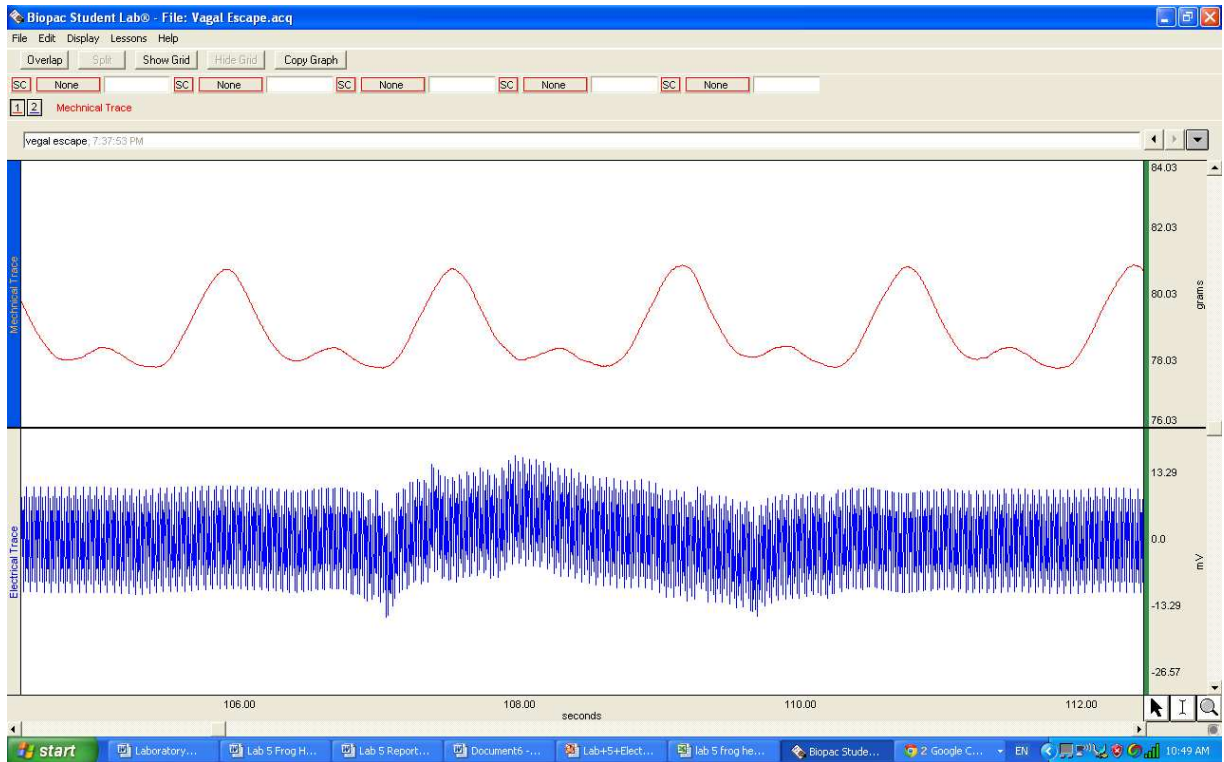 Biopac Student Lab® - File: Vagal Escape.acq
File Edit Display Lessons Help
Overlap Split Show Grid Hide Grid Copy Graph
SC None SC None SC None SC None SC None
1 2 Mechnical Trace
vegal escape; 7:37:53 PM
Mechnical Trace
84.03
82.03
80.03
78.03
76.03
grams
Electrical Trace
13.29
0.0
-13.29
-26.57
mV
106.00 108.00 110.00 112.00
seconds
start Laboratory... Lab 5 Frog H... Lab 5 Report... Document6 -... Lab+5+Elect... lab 5 frog he... Biopac Stude... 2 Google C... EN 10:49 AM